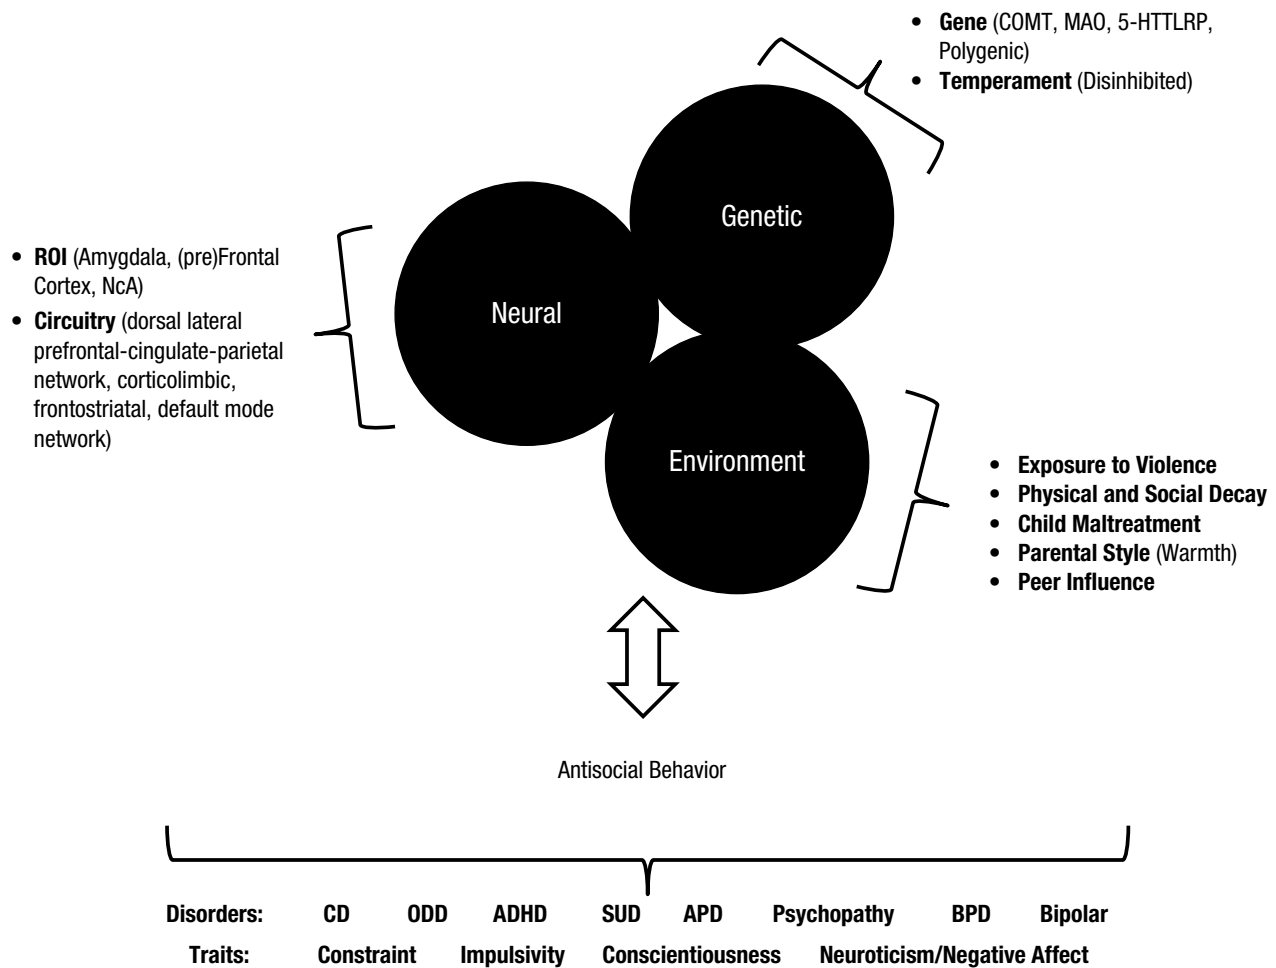 • Gene (COMT, MAO, 5-HTTLRP,
Polygenic)
• Temperament (Disinhibited)
Genetic
• ROI (Amygdala, (pre)Frontal
Cortex, NcA)
• Circuitry (dorsal lateral
prefrontal-cingulate-parietal
network, corticolimbic,
frontostriatal, default mode
network)
Neural
Environment
• Exposure to Violence
• Physical and Social Decay
• Child Maltreatment
• Parental Style (Warmth)
• Peer Influence
Antisocial Behavior
Disorders: CD ODD ADHD SUD APD Psychopathy BPD Bipolar
Traits: Constraint Impulsivity Conscientiousness Neuroticism/Negative Affect